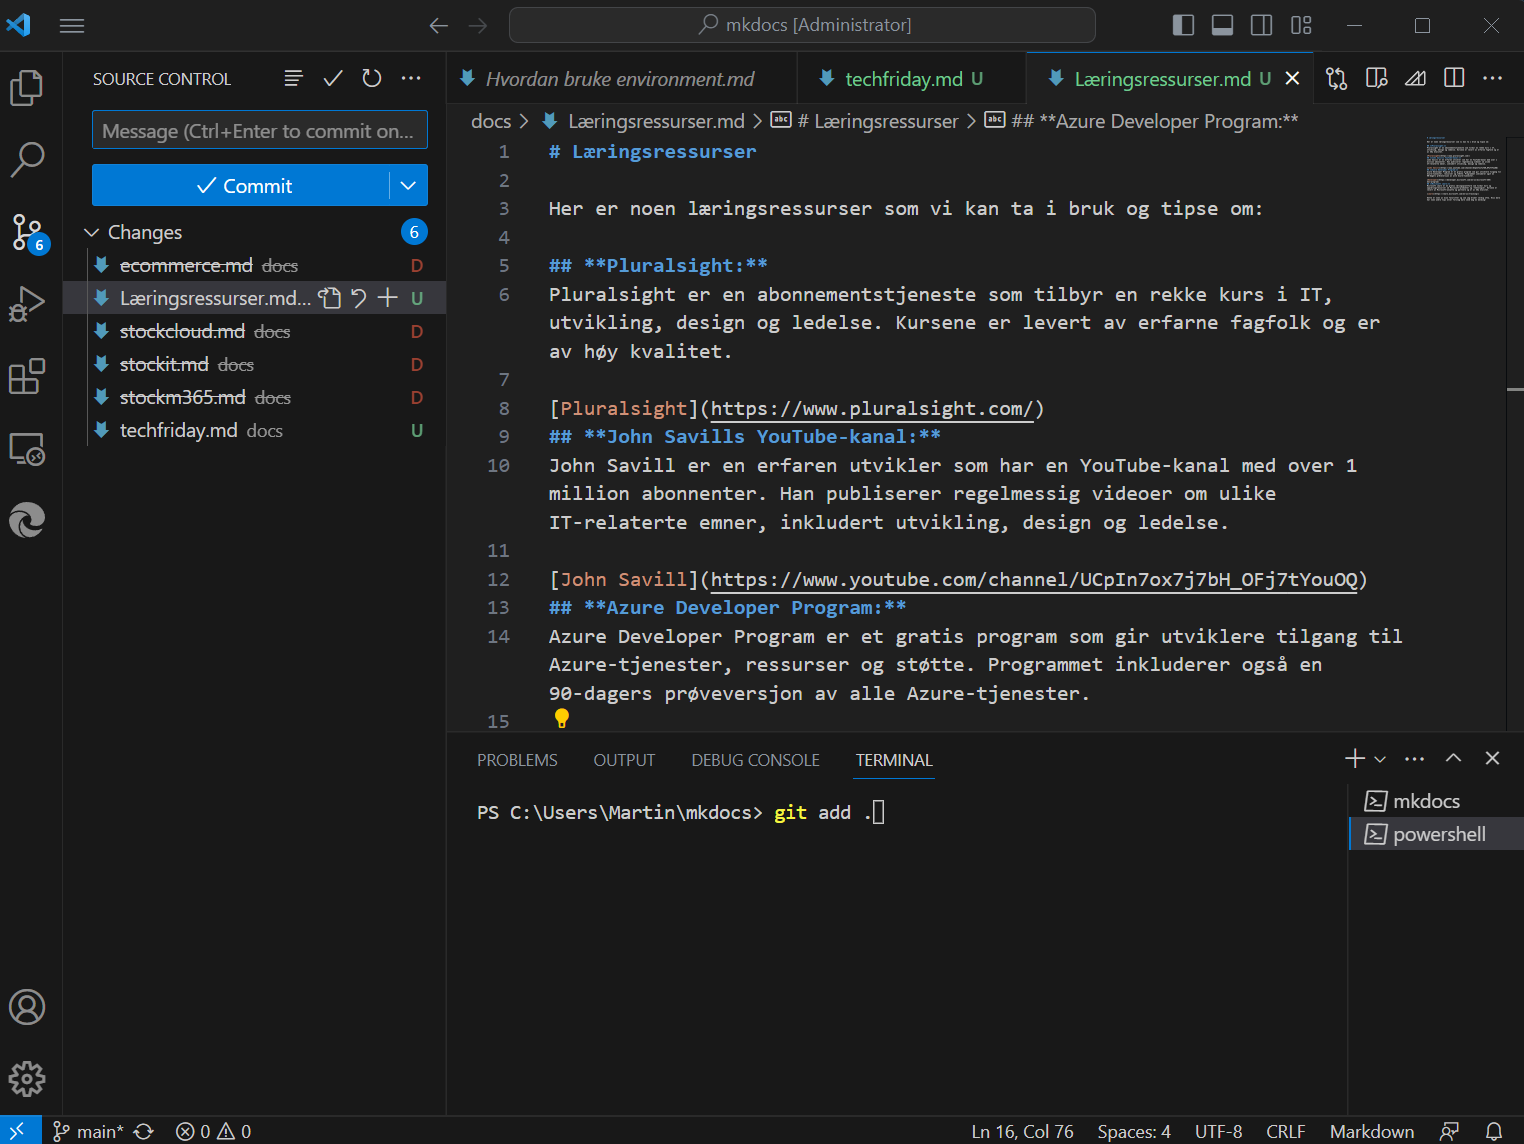 mkdocs [Administrator]
SOURCE CONTROL
Message (Ctrl+Enter to commit on...
Commit
Changes 6
6
ecommerce.md docs D
Læringsressurser.md... U
stockcloud.md docs D
stockit.md docs D
stockm365.md docs D
techfriday.md docs U
Hvordan bruke environment.md
techfriday.md U
Læringsressurser.md U
docs > Læringsressurser.md > abc # Læringsressurser > abc ## **Azure Developer Program:**
1 # Læringsressurser
2
3 Her er noen læringsressurser som vi kan ta i bruk og tipse om:
4
5 ## **Pluralsight:**
6 Pluralsight er en abonnementstjeneste som tilbyr en rekke kurs i IT,
utvikling, design og ledelse. Kursene er levert av erfarne fagfolk og er
av høy kvalitet.
7
8 [Pluralsight](https://www.pluralsight.com/)
9 ## **John Savills YouTube-kanal:**
10 John Savill er en erfaren utvikler som har en YouTube-kanal med over 1
million abonnenter. Han publiserer regelmessig videoer om ulike
IT-relaterte emner, inkludert utvikling, design og ledelse.
11
12 [John Savill](https://www.youtube.com/channel/UCpIn7ox7j7bH_OFj7tYouOQ)
13 ## **Azure Developer Program:**
14 Azure Developer Program er et gratis program som gir utviklere tilgang til
Azure-tjenester, ressurser og støtte. Programmet inkluderer også en
90-dagers prøveversjon av alle Azure-tjenester.
15
PROBLEMS OUTPUT DEBUG CONSOLE TERMINAL
PS C:\Users\Martin\mkdocs> git add .
mkdocs
powershell
main* 0 0
Ln 16, Col 76 Spaces: 4 UTF-8 CRLF Markdown